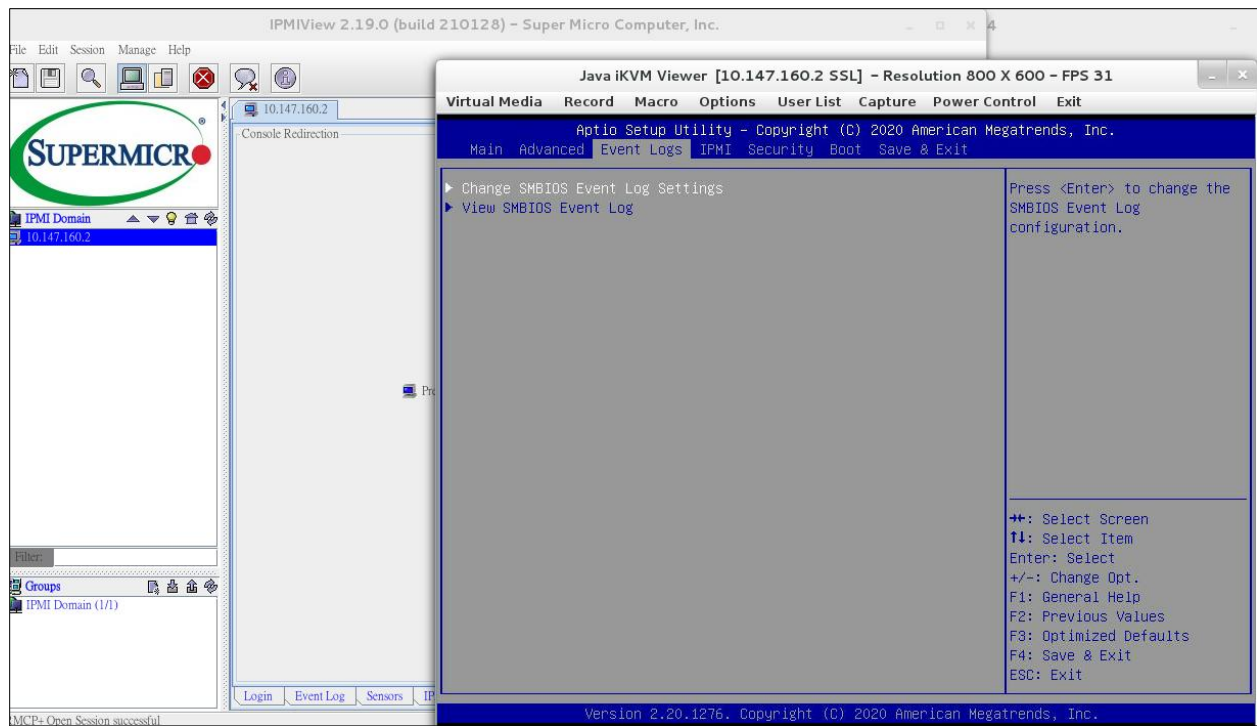 IPMIView 2.19.0 (build 210128) – Super Micro Computer, Inc.
File Edit Session Manage Help
SUPERMICR
IPMI Domain
10.147.160.2
Filter:
Groups
IPMI Domain (1/1)
10.147.160.2
Console Redirection
Login Event Log Sensors
RMCP+ Open Session successful
Java iKVM Viewer [10.147.160.2 SSL] – Resolution 800 X 600 – FPS 31
Virtual Media Record Macro Options User List Capture Power Control Exit
Aptio Setup Utility – Copyright (C) 2020 American Megatrends, Inc.
Main Advanced Event Logs IPMI Security Boot Save & Exit
Change SMBIOS Event Log Settings
View SMBIOS Event Log
Press <Enter> to change the
SMBIOS Event Log
configuration.
→←: Select Screen
↑↓: Select Item
Enter: Select
+/-: Change Opt.
F1: General Help
F2: Previous Values
F3: Optimized Defaults
F4: Save & Exit
ESC: Exit
Version 2.20.1276. Copyright (C) 2020 American Megatrends, Inc.